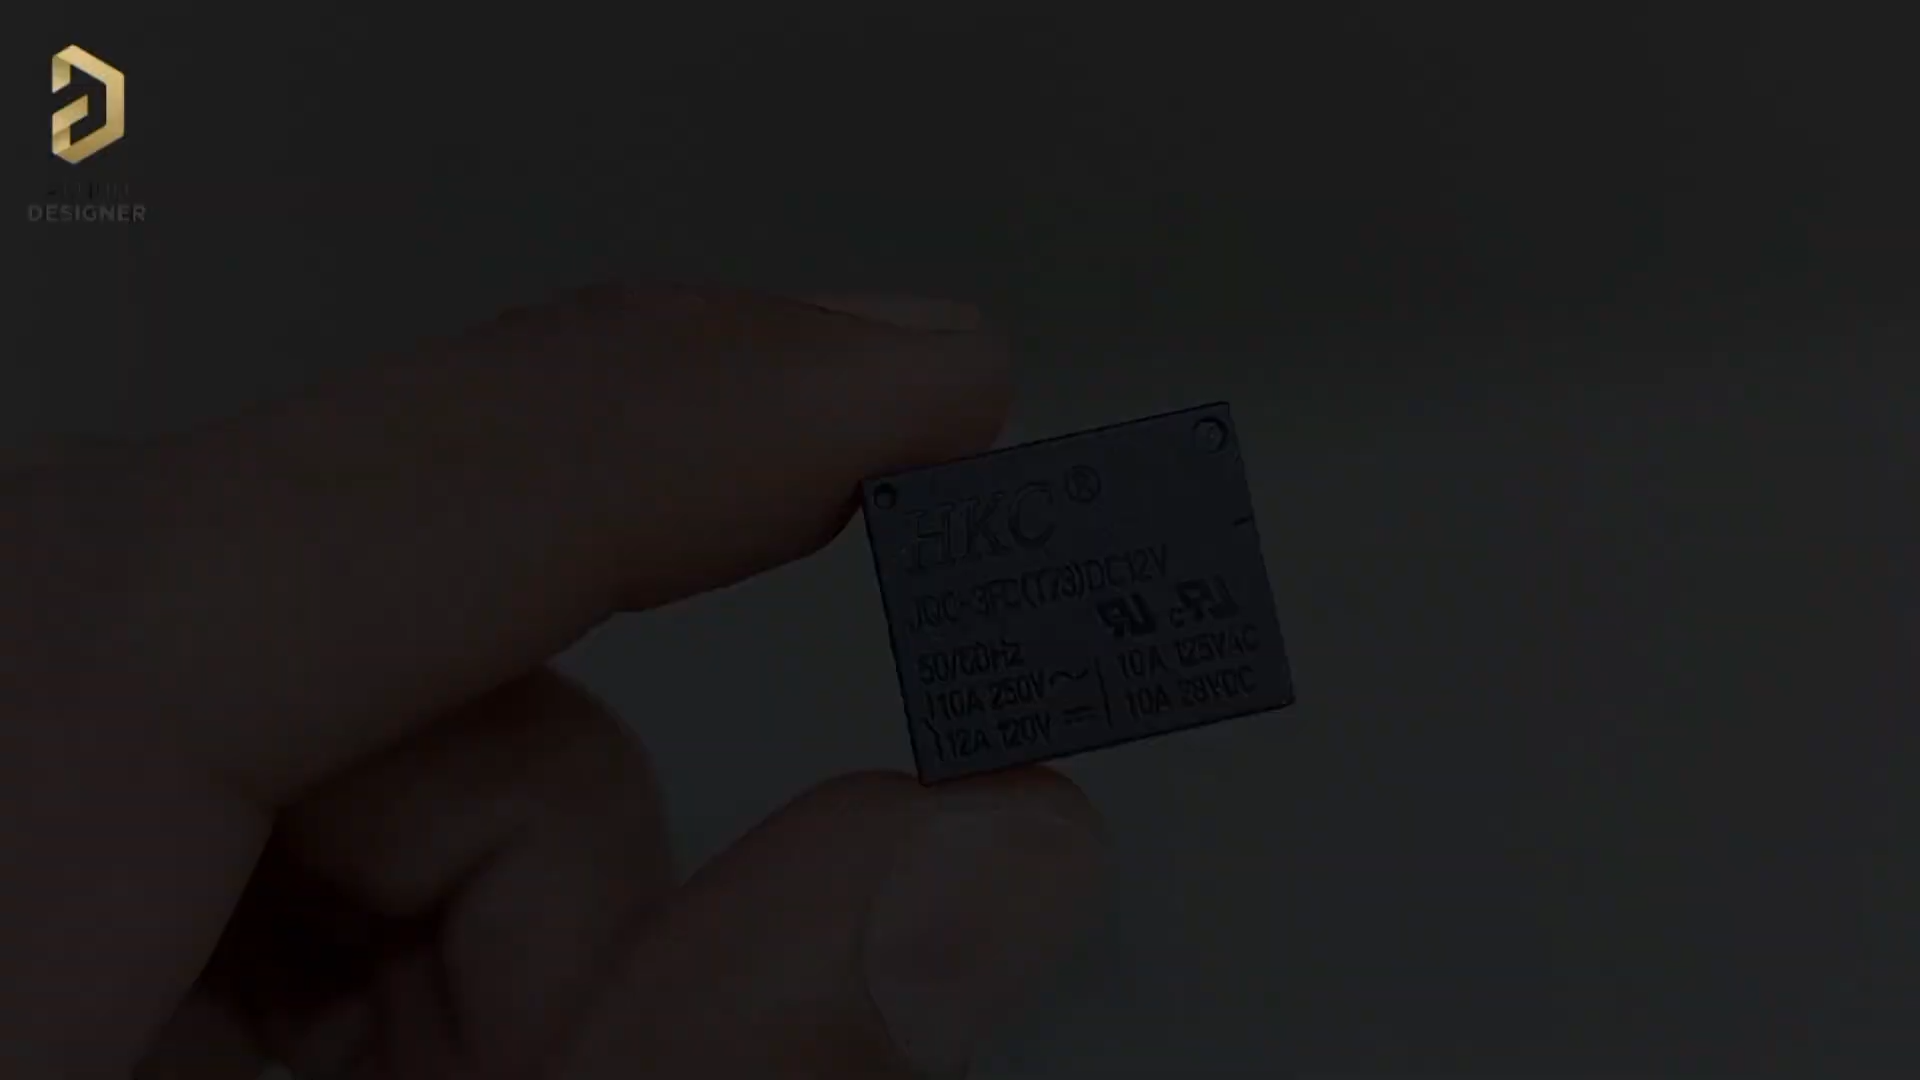 DESIGNER
HKC®
JQC-3FC(T73)DC12V
50/60Hz
10A 250V~ 10A 125VAC
12A 120V⎓ 10A 28VDC